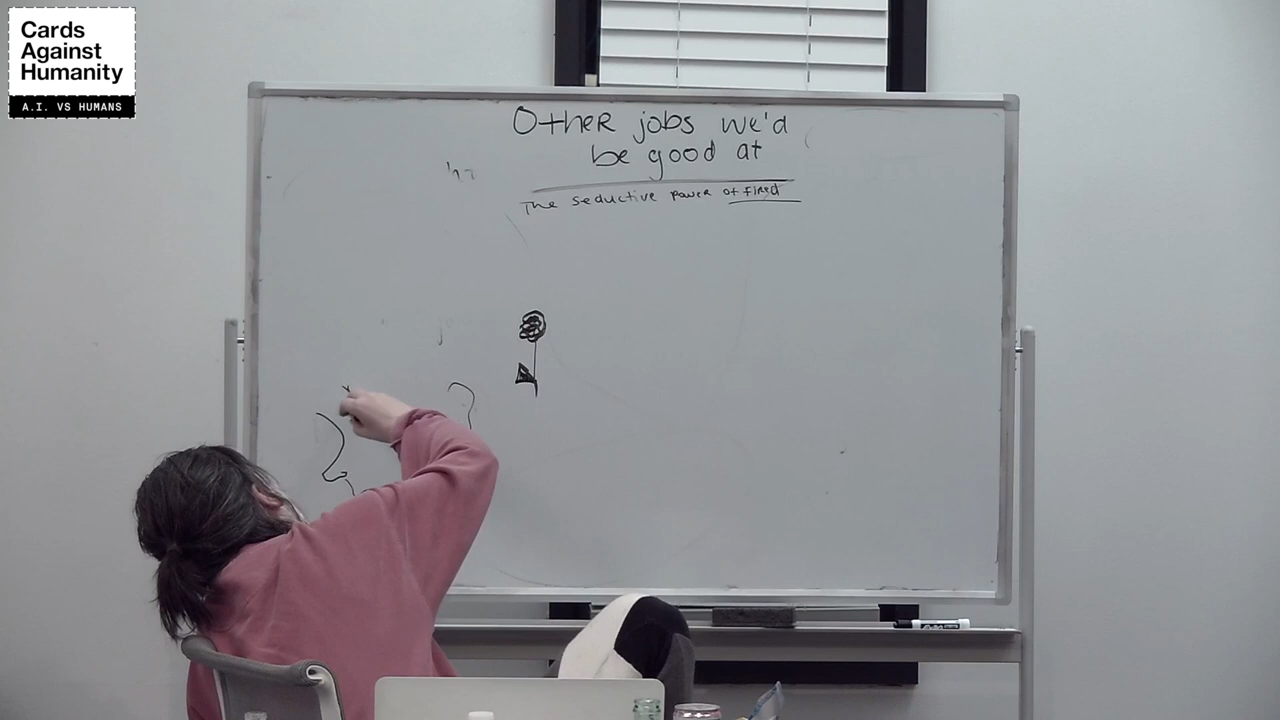 Cards
Against
Humanity
A.I. VS HUMANS
Other jobs we'd
be good at
The seductive power of fired